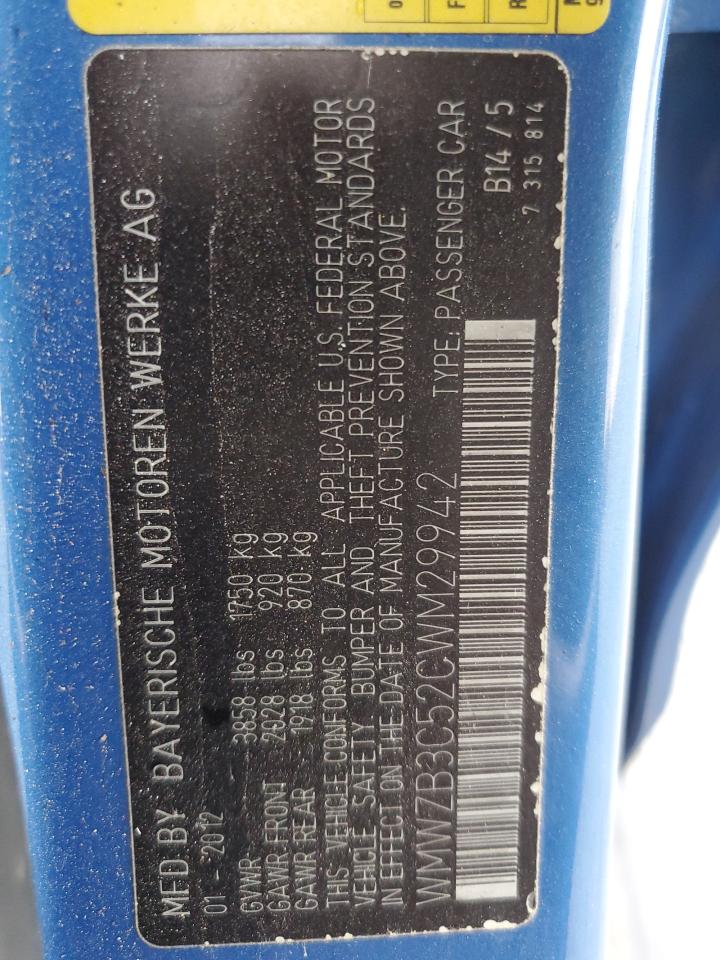 MFD BY BAYERISCHE MOTOREN WERKE AG
01 - 2012
GVWR 3858 lbs 1750 kg
GAWR FRONT 2028 lbs 920 kg
GAWR REAR 1918 lbs 870 kg
THIS VEHICLE CONFORMS TO ALL APPLICABLE U.S. FEDERAL MOTOR
VEHICLE SAFETY, BUMPER AND THEFT PREVENTION STANDARDS
IN EFFECT ON THE DATE OF MANUFACTURE SHOWN ABOVE.
WMWZB3C52CWM29942 TYPE: PASSENGER CAR
B14 / 5
7 315 814